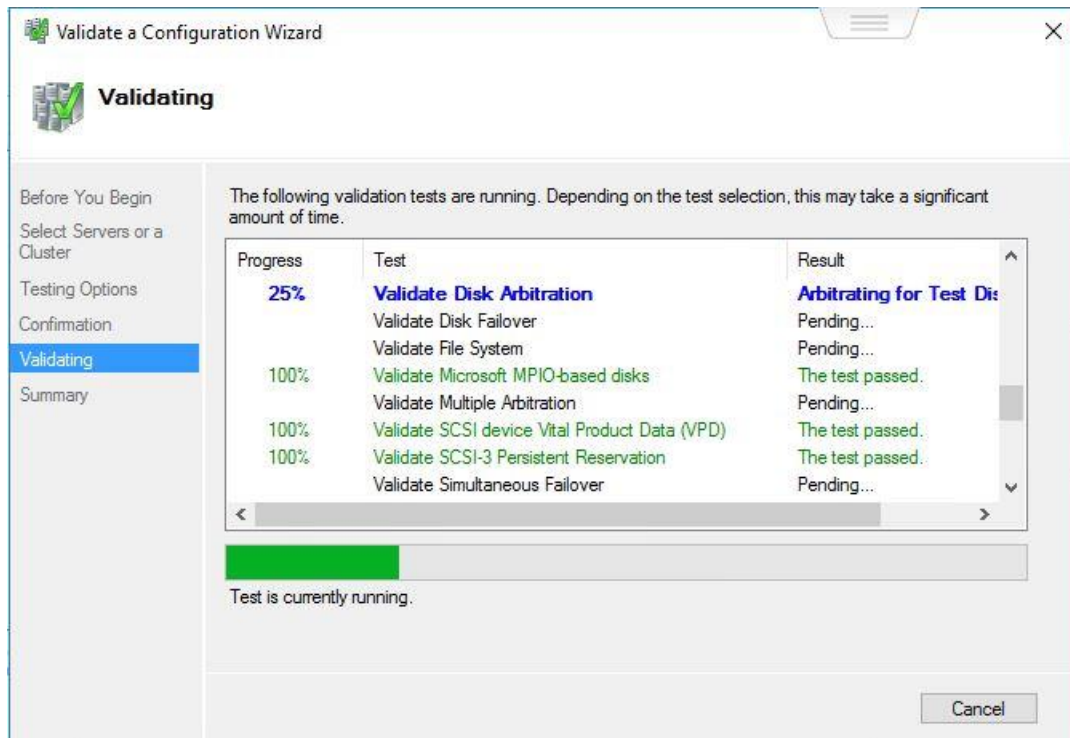 Validate a Configuration Wizard
Validating
Before You Begin
Select Servers or a
Cluster
Testing Options
Confirmation
Validating
Summary
The following validation tests are running. Depending on the test selection, this may take a significant
amount of time.
Progress Test Result
25% Validate Disk Arbitration Arbitrating for Test Dis
Validate Disk Failover Pending...
Validate File System Pending...
100% Validate Microsoft MPIO-based disks The test passed.
Validate Multiple Arbitration Pending...
100% Validate SCSI device Vital Product Data (VPD) The test passed.
100% Validate SCSI-3 Persistent Reservation The test passed.
Validate Simultaneous Failover Pending...
Test is currently running.
Cancel